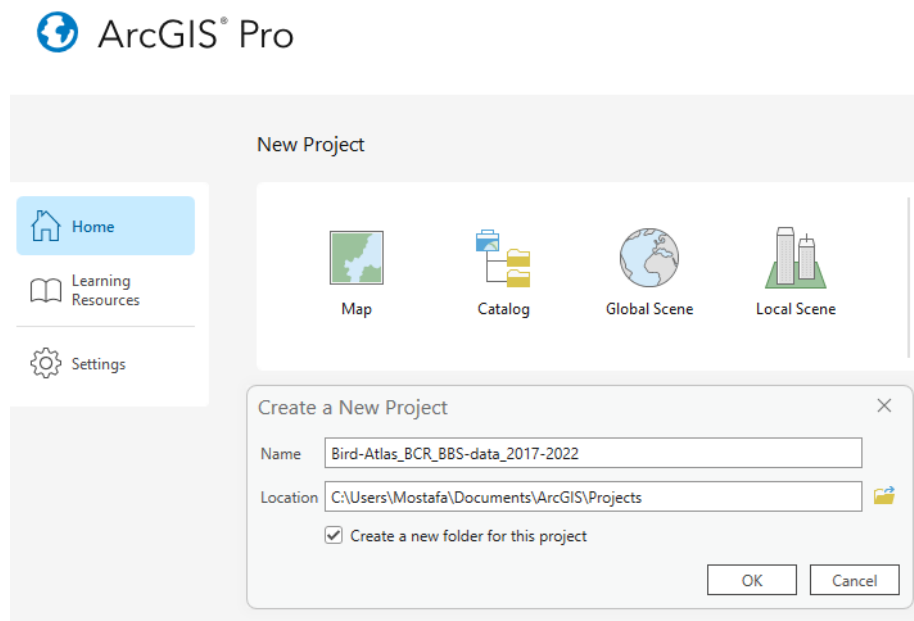 ArcGIS® Pro
New Project
Home
Learning
Resources
Settings
Map
Catalog
Global Scene
Local Scene
Create a New Project
Name
Bird-Atlas_BCR_BBS-data_2017-2022
Location
C:\Users\Mostafa\Documents\ArcGIS\Projects
Create a new folder for this project
OK
Cancel